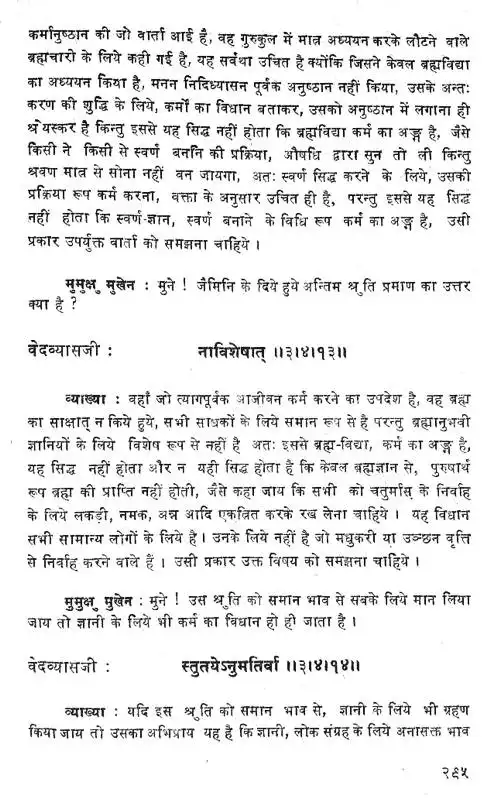 कर्मानुष्ठान की जो वार्ता आई है, वह गुरुकुल में मात्र अध्ययन करके लौटने वाले
ब्रह्मचारी के लिये कही गई है, यह सर्वथा उचित है क्योंकि जिसने केवल ब्रह्मविद्या
का अध्ययन किया है, मनन निदिध्यासन पूर्वक अनुष्ठान नहीं किया, उसके अन्तः
करण की शुद्धि के लिये, कर्मों का विधान बताकर, उसको अनुष्ठान में लगाना ही
श्रेयस्कर है किन्तु इससे यह सिद्ध नहीं होता कि ब्रह्मविद्या कर्म का अङ्ग है, जैसे
किसी ने किसी से स्वर्ण बननि की प्रक्रिया, औषधि द्वारा सुन तो ली किन्तु
श्रवण मात्र से सोना नहीं वन जायगा, अतः स्वर्ण सिद्ध करने के लिये, उसकी
प्रक्रिया रूप कर्म करना, वक्ता के अनुसार उचित ही है, परन्तु इससे यह सिद्ध
नहीं होता कि स्वर्ण-ज्ञान, स्वर्ण बनाने के विधि रूप कर्म का अङ्ग है, उसी
प्रकार उपर्युक्त वार्ता को समझना चाहिये ।
मुमुक्षु मुखेन : मुने ! जैमिनि के दिये हुये अन्तिम श्रुति प्रमाण का उत्तर
क्या है ?
वेदव्यासजी : नाविशेषात् ॥३।४।१३॥
व्याख्या : वहाँ जो त्यागपूर्वक आजीवन कर्म करने का उपदेश है, वह ब्रह्म
का साक्षात् न किये हुये, सभी साधकों के लिये समान रूप से है परन्तु ब्रह्मानुभवी
ज्ञानियों के लिये विशेष रूप से नहीं है अतः इससे ब्रह्म-विद्या, कर्म का अङ्ग है,
यह सिद्ध नहीं होता और न यही सिद्ध होता है कि केवल ब्रह्मज्ञान से, पुरुषार्थ
रूप ब्रह्म की प्राप्ति नहीं होती, जैसे कहा जाय कि सभी को चतुर्मास के निर्वाह
के लिये लकड़ी, नमक, अन्न आदि एकत्रित करके रख लेना चाहिये । यह विधान
सभी सामान्य लोगों के लिये है । उनके लिये नहीं है जो मधुकरी या उञ्छन वृत्ति
से निर्वाह करने वाले हैं । उसी प्रकार उक्त विषय को समझना चाहिये ।
मुमुक्षु मुखेन : मुने ! उस श्रुति को समान भाव से सबके लिये मान लिया
जाय तो ज्ञानी के लिये भी कर्म का विधान हो ही जाता है ।
वेदव्यासजी : स्तुतयेऽनुमतिर्वा ॥३।४।१४॥
व्याख्या : यदि इस श्रुति को समान भाव से, ज्ञानी के लिये भी ग्रहण
किया जाय तो उसका अभिप्राय यह है कि ज्ञानी, लोक संग्रह के लिये अनासक्त भाव
२९५